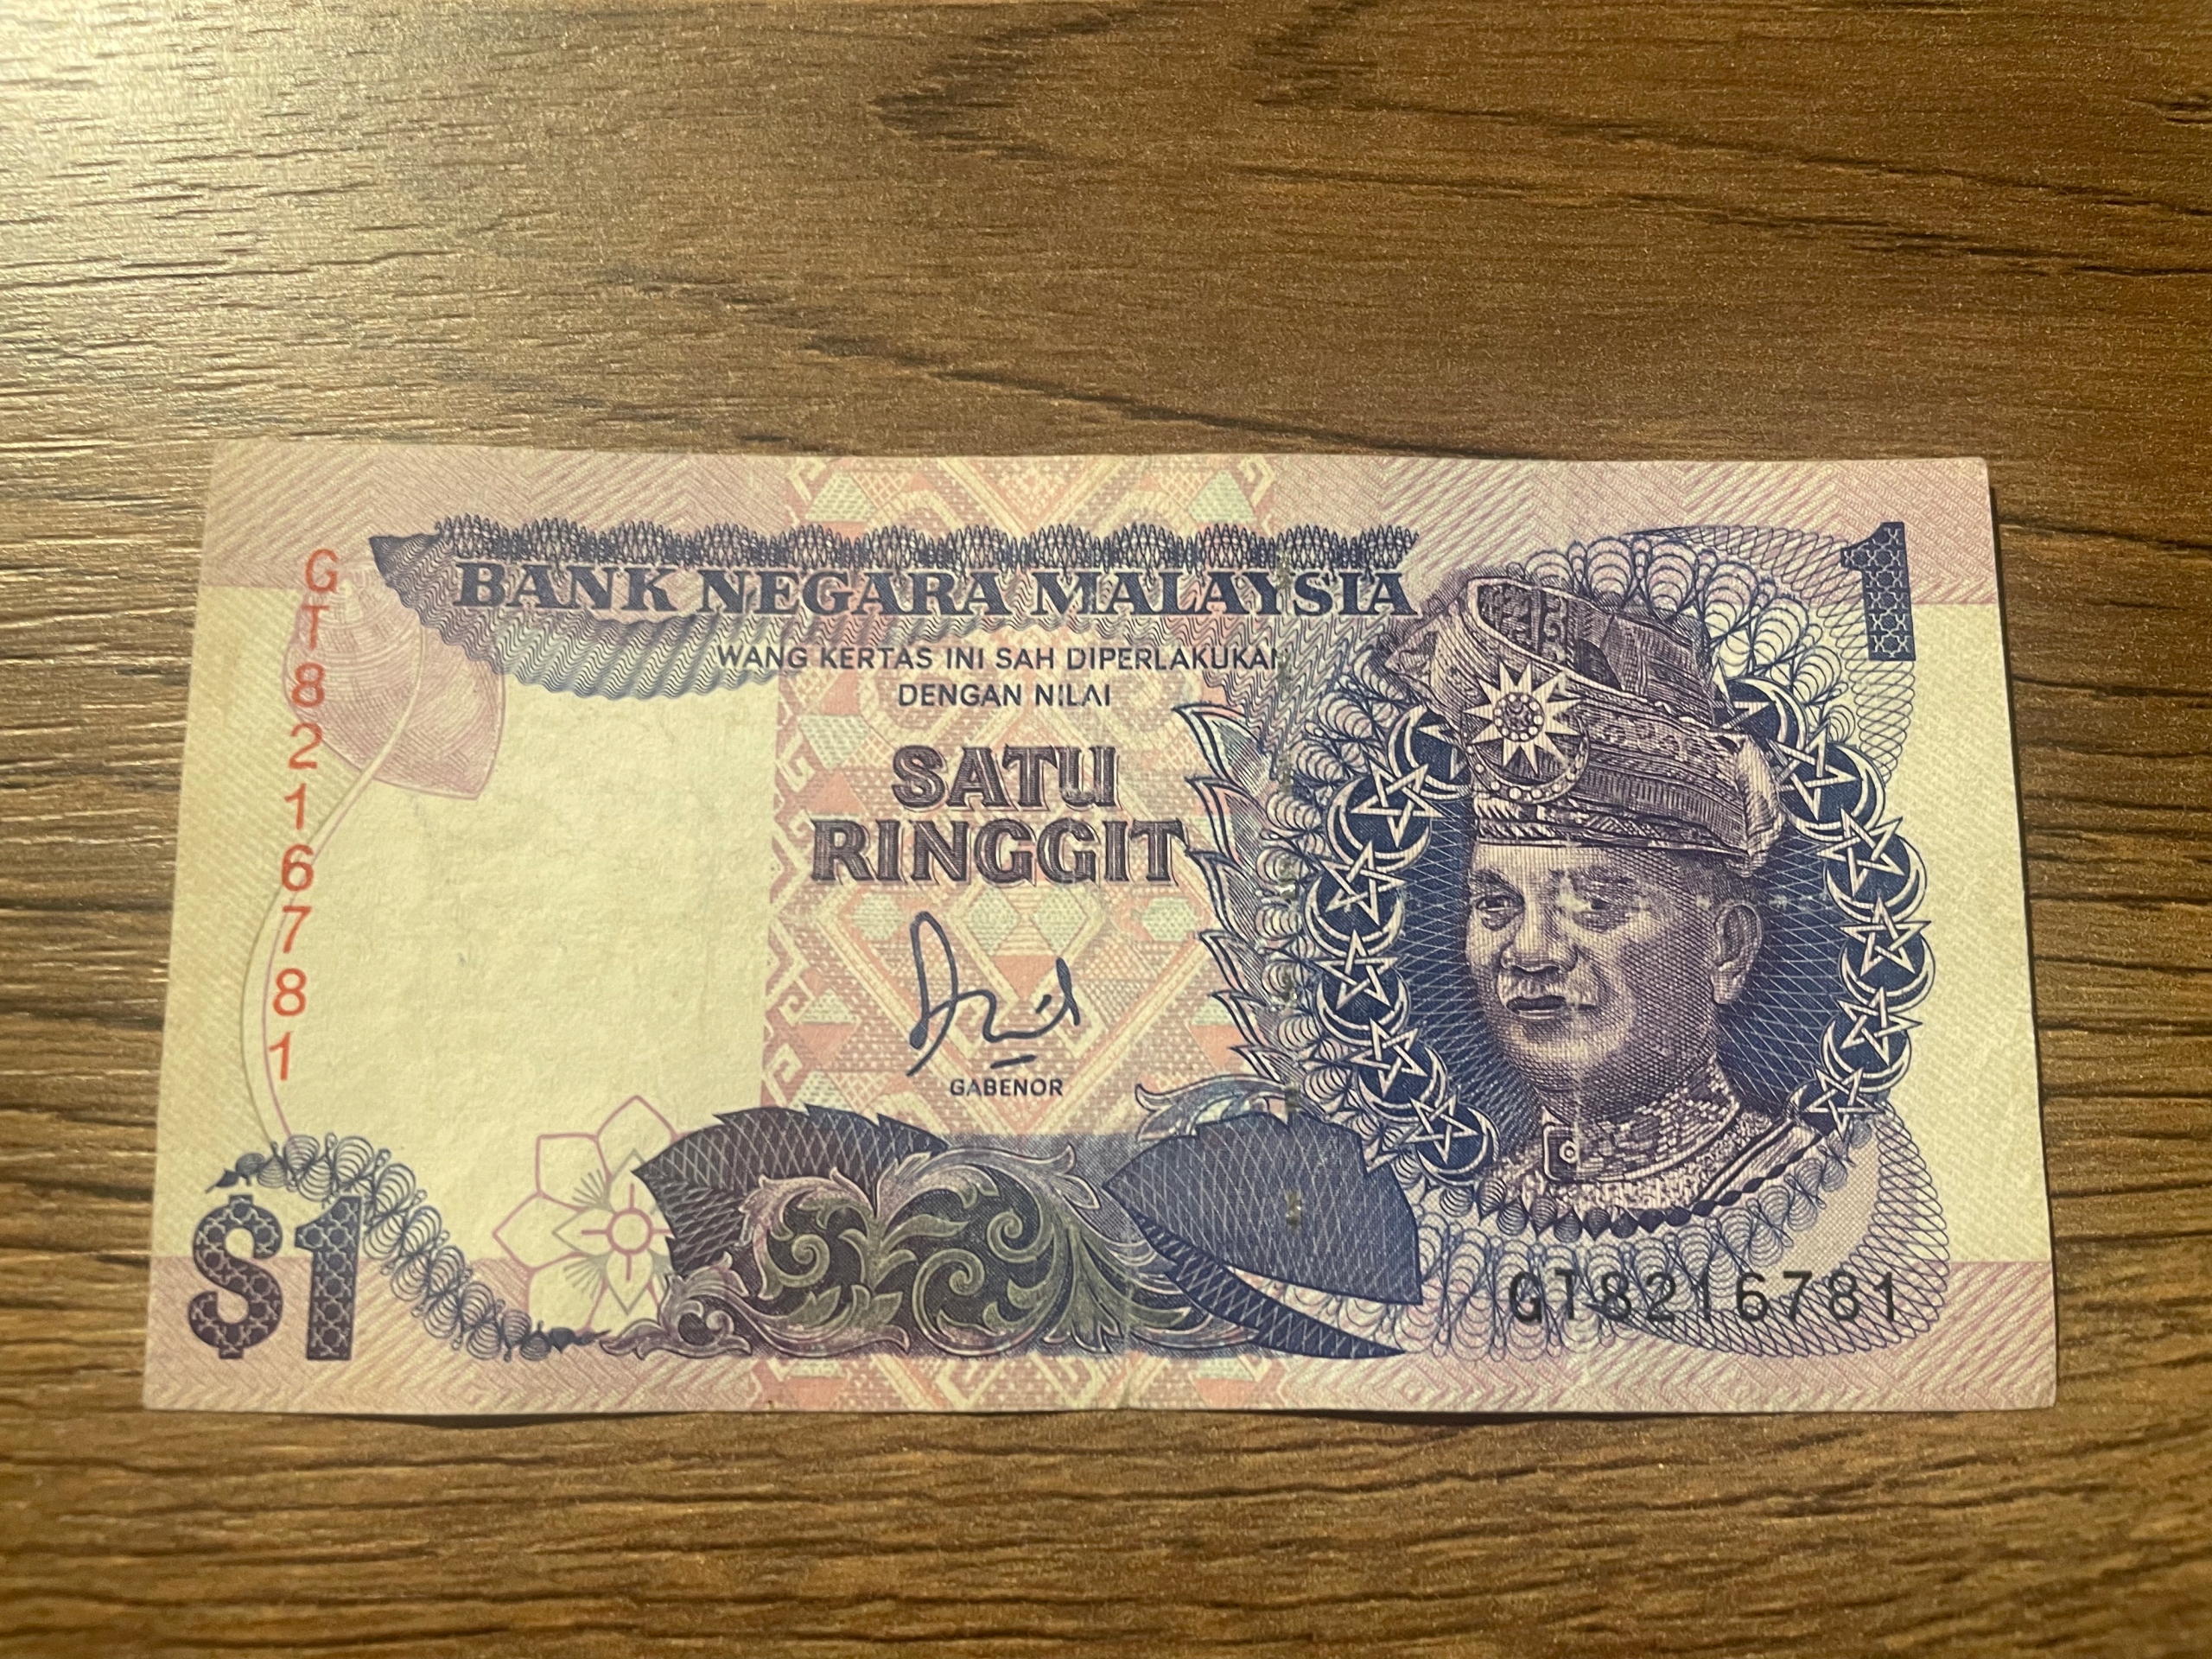 BANK NEGARA MALAYSIA
1
WANG KERTAS INI SAH DIPERLAKUKAN
DENGAN NILAI
SATU
RINGGIT
GABENOR
GT8216781
$1
GT8216781